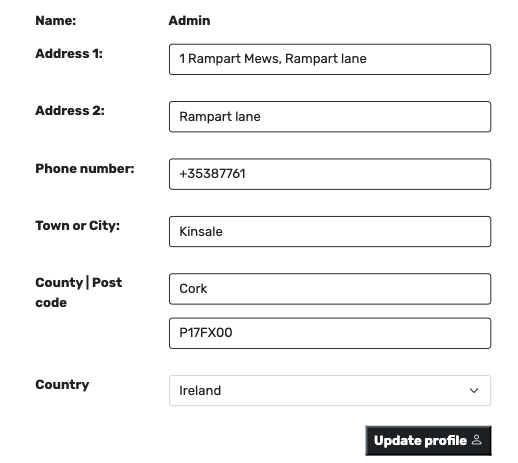 Name: Admin
Address 1: 1 Rampart Mews, Rampart lane
Address 2: Rampart lane
Phone number: +35387761
Town or City: Kinsale
County | Post code Cork
P17FX00
Country Ireland
Update profile